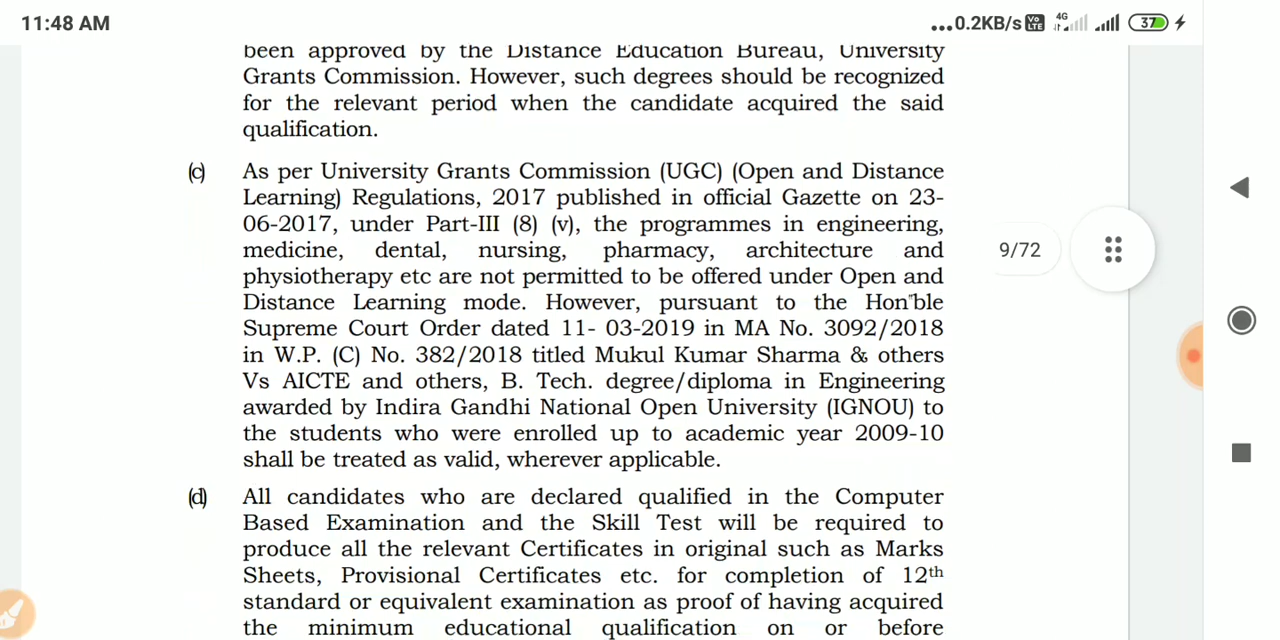 11:48 AM
...0.2KB/s Vo LTE 4G 37
been approved by the Distance Education Bureau, University
Grants Commission. However, such degrees should be recognized
for the relevant period when the candidate acquired the said
qualification.
(c) As per University Grants Commission (UGC) (Open and Distance
Learning) Regulations, 2017 published in official Gazette on 23-
06-2017, under Part-III (8) (v), the programmes in engineering,
medicine, dental, nursing, pharmacy, architecture and
physiotherapy etc are not permitted to be offered under Open and
Distance Learning mode. However, pursuant to the Hon"ble
Supreme Court Order dated 11- 03-2019 in MA No. 3092/2018
in W.P. (C) No. 382/2018 titled Mukul Kumar Sharma & others
Vs AICTE and others, B. Tech. degree/diploma in Engineering
awarded by Indira Gandhi National Open University (IGNOU) to
the students who were enrolled up to academic year 2009-10
shall be treated as valid, wherever applicable.
(d) All candidates who are declared qualified in the Computer
Based Examination and the Skill Test will be required to
produce all the relevant Certificates in original such as Marks
Sheets, Provisional Certificates etc. for completion of 12th
standard or equivalent examination as proof of having acquired
the minimum educational qualification on or before
9/72